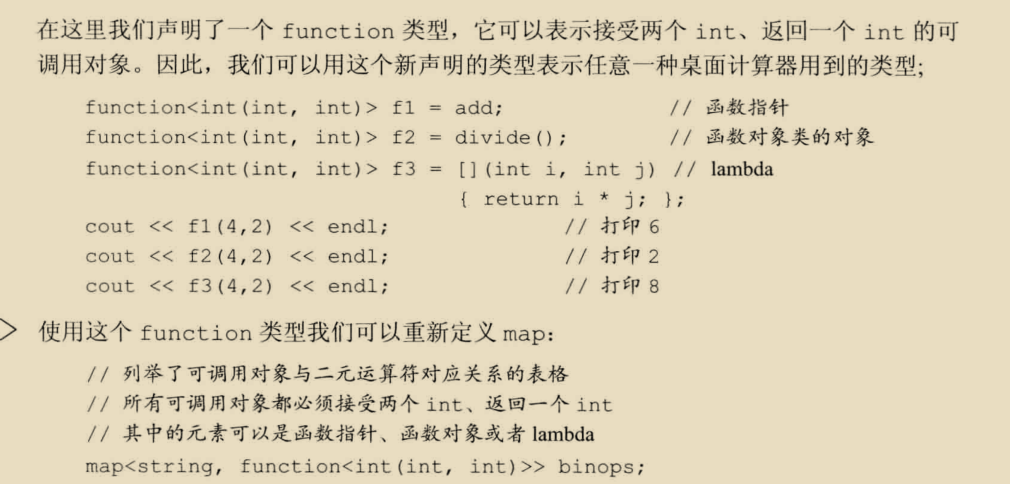 在这里我们声明了一个 function 类型，它可以表示接受两个 int、返回一个 int 的可
调用对象。因此，我们可以用这个新声明的类型表示任意一种桌面计算器用到的类型;
function<int(int, int)> f1 = add; // 函数指针
function<int(int, int)> f2 = divide(); // 函数对象类的对象
function<int(int, int)> f3 = [](int i, int j) // lambda
{ return i * j; };
cout << f1(4,2) << endl; // 打印 6
cout << f2(4,2) << endl; // 打印 2
cout << f3(4,2) << endl; // 打印 8
使用这个 function 类型我们可以重新定义 map：
// 列举了可调用对象与二元运算符对应关系的表格
// 所有可调用对象都必须接受两个 int、返回一个 int
// 其中的元素可以是函数指针、函数对象或者 lambda
map<string, function<int(int, int)>> binops;